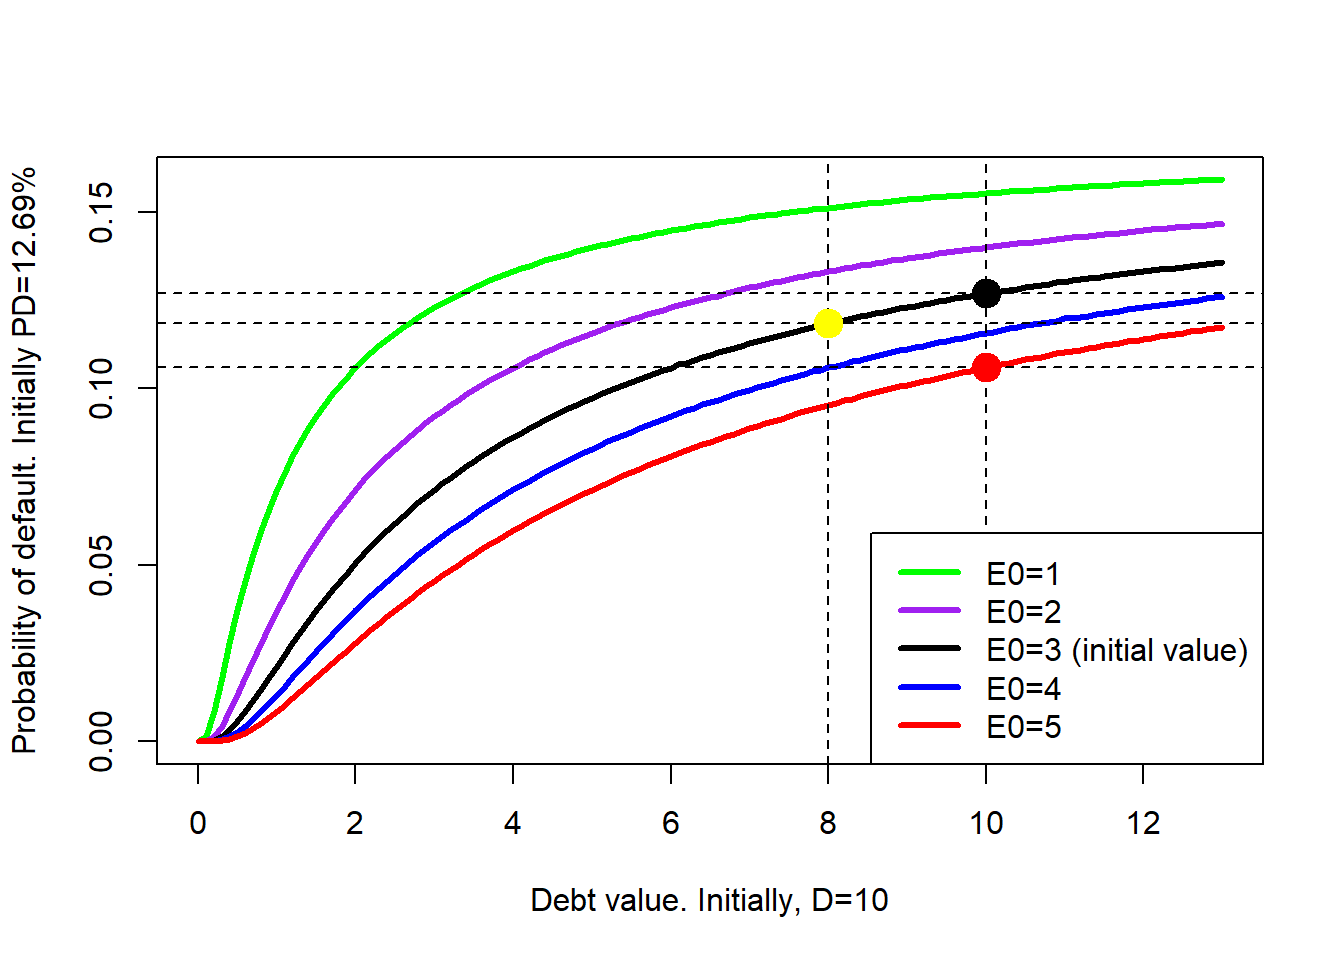 Probability of default. Initially PD=12.69%
0.15
0.10
0.05
0.00
E0=1
E0=2
E0=3 (initial value)
E0=4
E0=5
0 2 4 6 8 10 12
Debt value. Initially, D=10